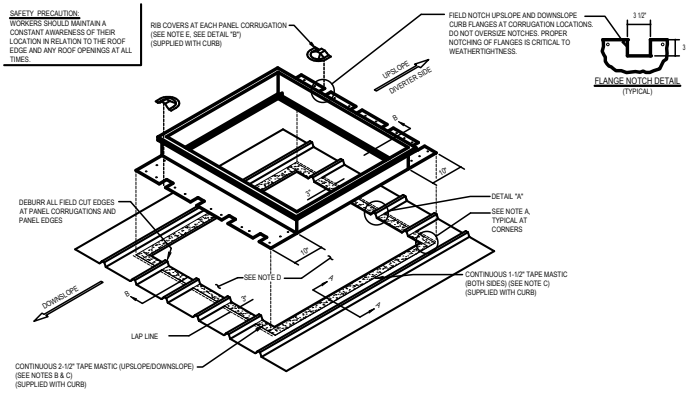 SAFETY PRECAUTION:
WORKERS SHOULD MAINTAIN A
CONSTANT AWARENESS OF THEIR
LOCATION IN RELATION TO THE ROOF
EDGE AND ANY ROOF OPENINGS AT ALL
TIMES.
RIB COVERS AT EACH PANEL CORRUGATION
(SEE NOTE E, SEE DETAIL "B")
(SUPPLIED WITH CURB)
FIELD NOTCH UPSLOPE AND DOWNSLOPE
CURB FLANGES AT CORRUGATION LOCATIONS.
DO NOT OVERSIZE NOTCHES. PROPER
NOTCHING OF FLANGES IS CRITICAL TO
WEATHERTIGHTNESS.
3 1/2"
3
FLANGE NOTCH DETAIL
(TYPICAL)
UPSLOPE
DIVERTER SIDE
B
10"
3"
DEBURR ALL FIELD CUT EDGES
AT PANEL CORRUGATIONS AND
PANEL EDGES
DETAIL "A"
SEE NOTE A,
TYPICAL AT
CORNERS
10"
SEE NOTE D
CONTINUOUS 1-1/2" TAPE MASTIC
(BOTH SIDES) (SEE NOTE C)
(SUPPLIED WITH CURB)
A
A
B
3"
DOWNSLOPE
LAP LINE
CONTINUOUS 2-1/2" TAPE MASTIC (UPSLOPE/DOWNSLOPE)
(SEE NOTES B & C)
(SUPPLIED WITH CURB)